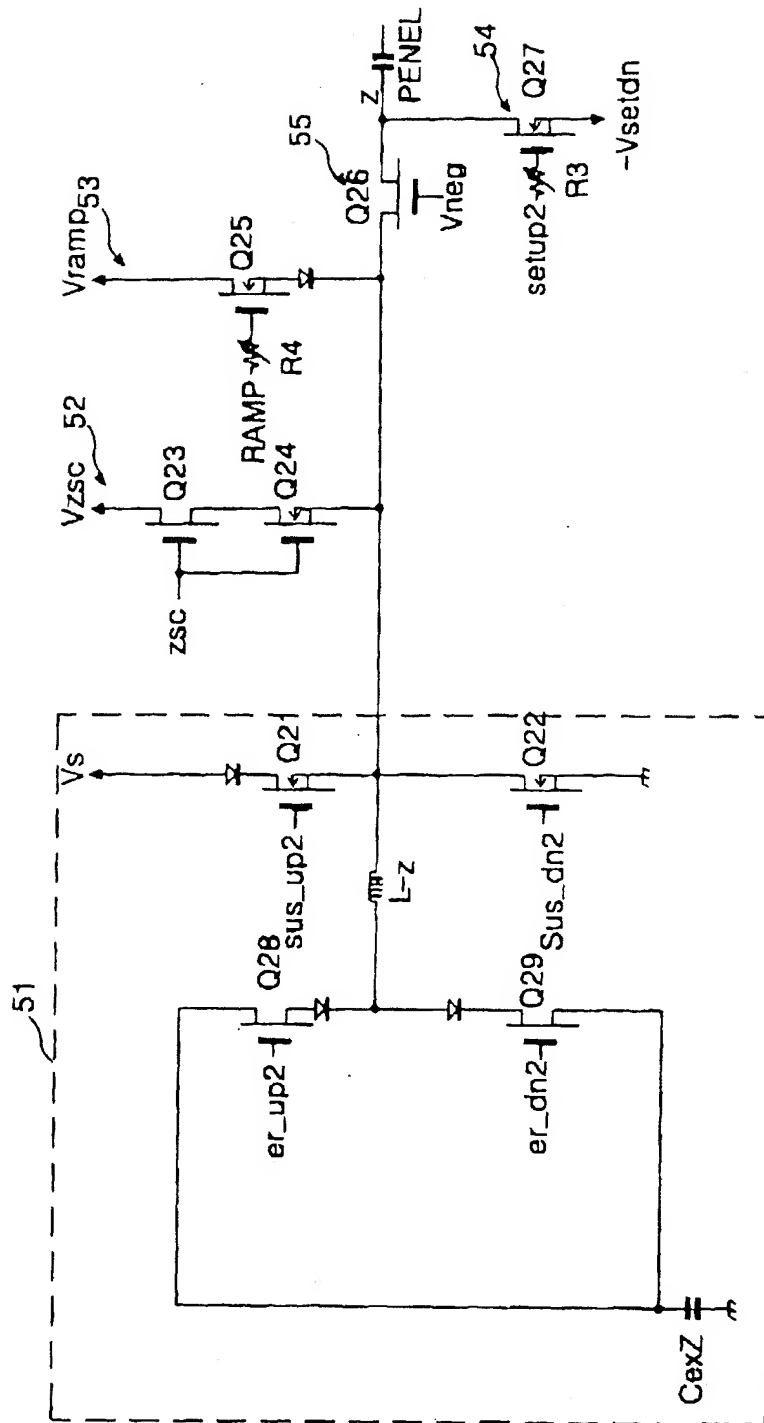 51
Vs
Vzsc 52
Vramp 53
er_up2
Q28
sus_up2
Q21
zsc
Q23
Q24
RAMP
R4
Q25
Q26
55
Vneg
Z
PENEL
L-Z
er_dn2
Q29
Sus_dn2
Q22
setup2
R3
Q27
54
-Vsetdn
CexZ